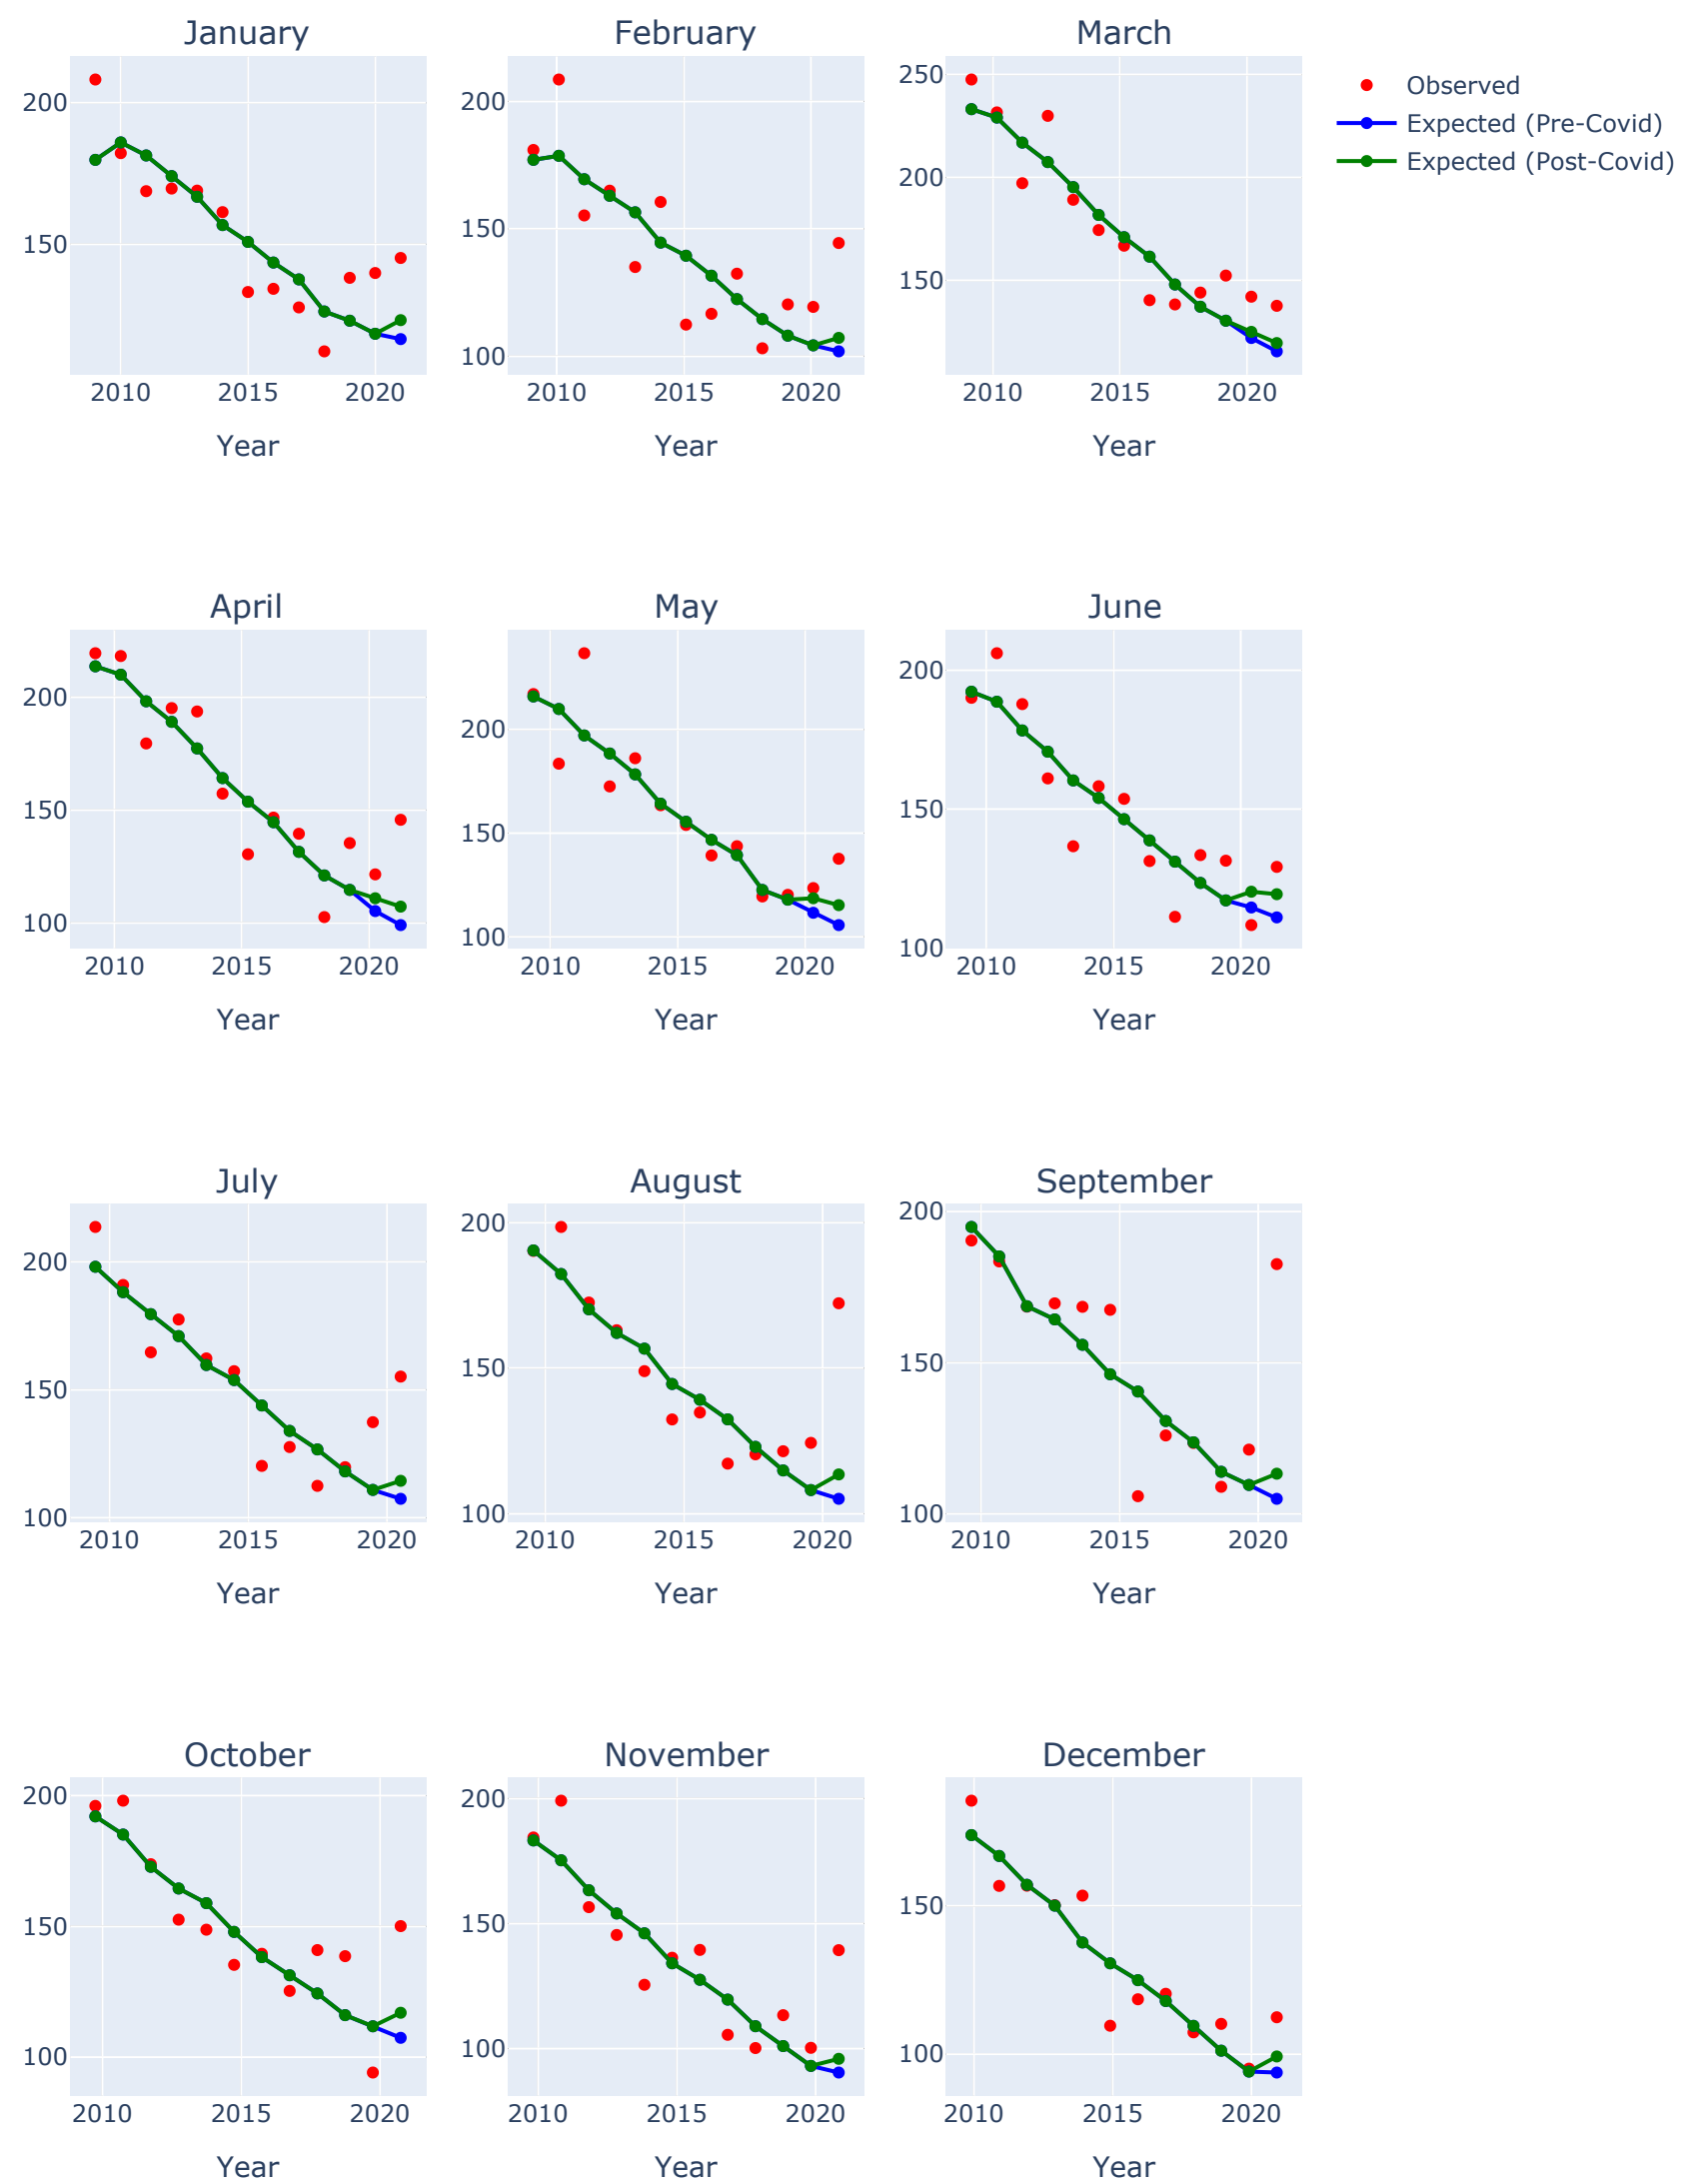 January
February
March
Observed
Expected (Pre-Covid)
Expected (Post-Covid)
200
150
2010
2015
2020
Year
200
150
100
2010
2015
2020
Year
250
200
150
2010
2015
2020
Year
April
May
June
200
150
100
2010
2015
2020
Year
200
150
100
2010
2015
2020
Year
200
150
100
2010
2015
2020
Year
July
August
September
200
150
100
2010
2015
2020
Year
200
150
100
2010
2015
2020
Year
200
150
100
2010
2015
2020
Year
October
November
December
200
150
100
2010
2015
2020
Year
200
150
100
2010
2015
2020
Year
150
100
2010
2015
2020
Year